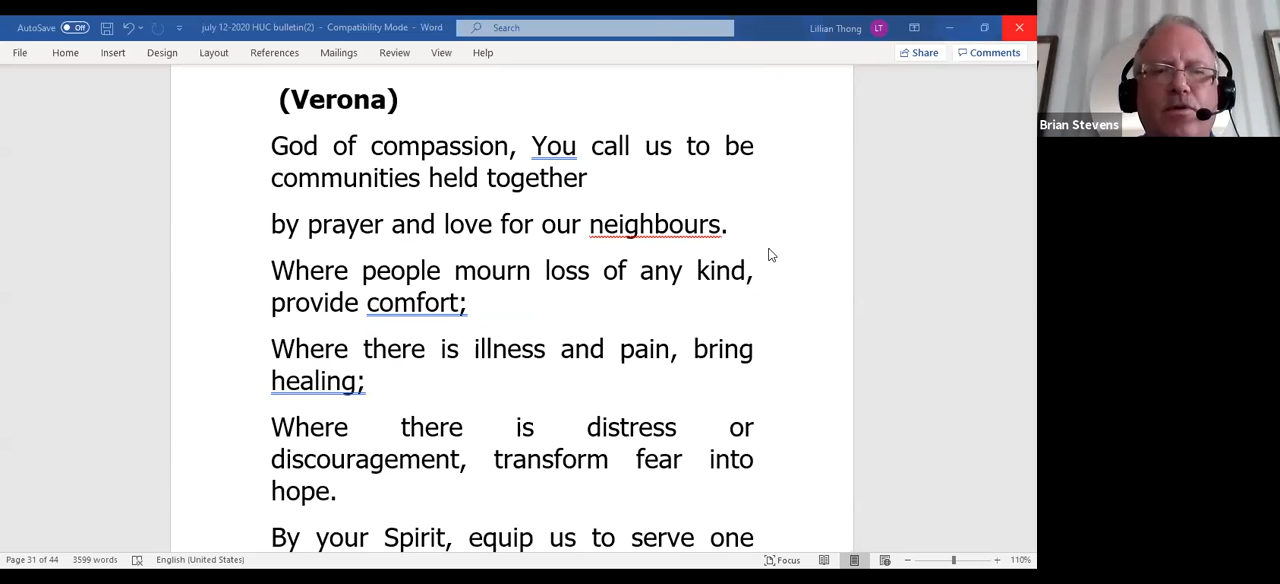 AutoSave Off july 12-2020 HUC bulletin(2) - Compatibility Mode - Word Search Lillian Thong LT
File Home Insert Design Layout References Mailings Review View Help Share Comments
Brian Stevens
(Verona)
God of compassion, You call us to be
communities held together
by prayer and love for our neighbours.
Where people mourn loss of any kind,
provide comfort;
Where there is illness and pain, bring
healing;
Where there is distress or
discouragement, transform fear into
hope.
By your Spirit, equip us to serve one
Page 31 of 44 3599 words English (United States) Focus 110%